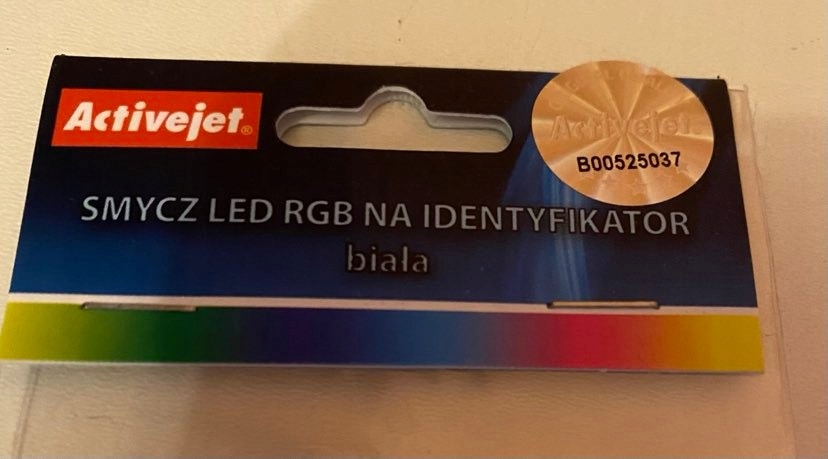 Activejet®
Activejet
B00525037
SMYCZ LED RGB NA IDENTYFIKATOR
biała